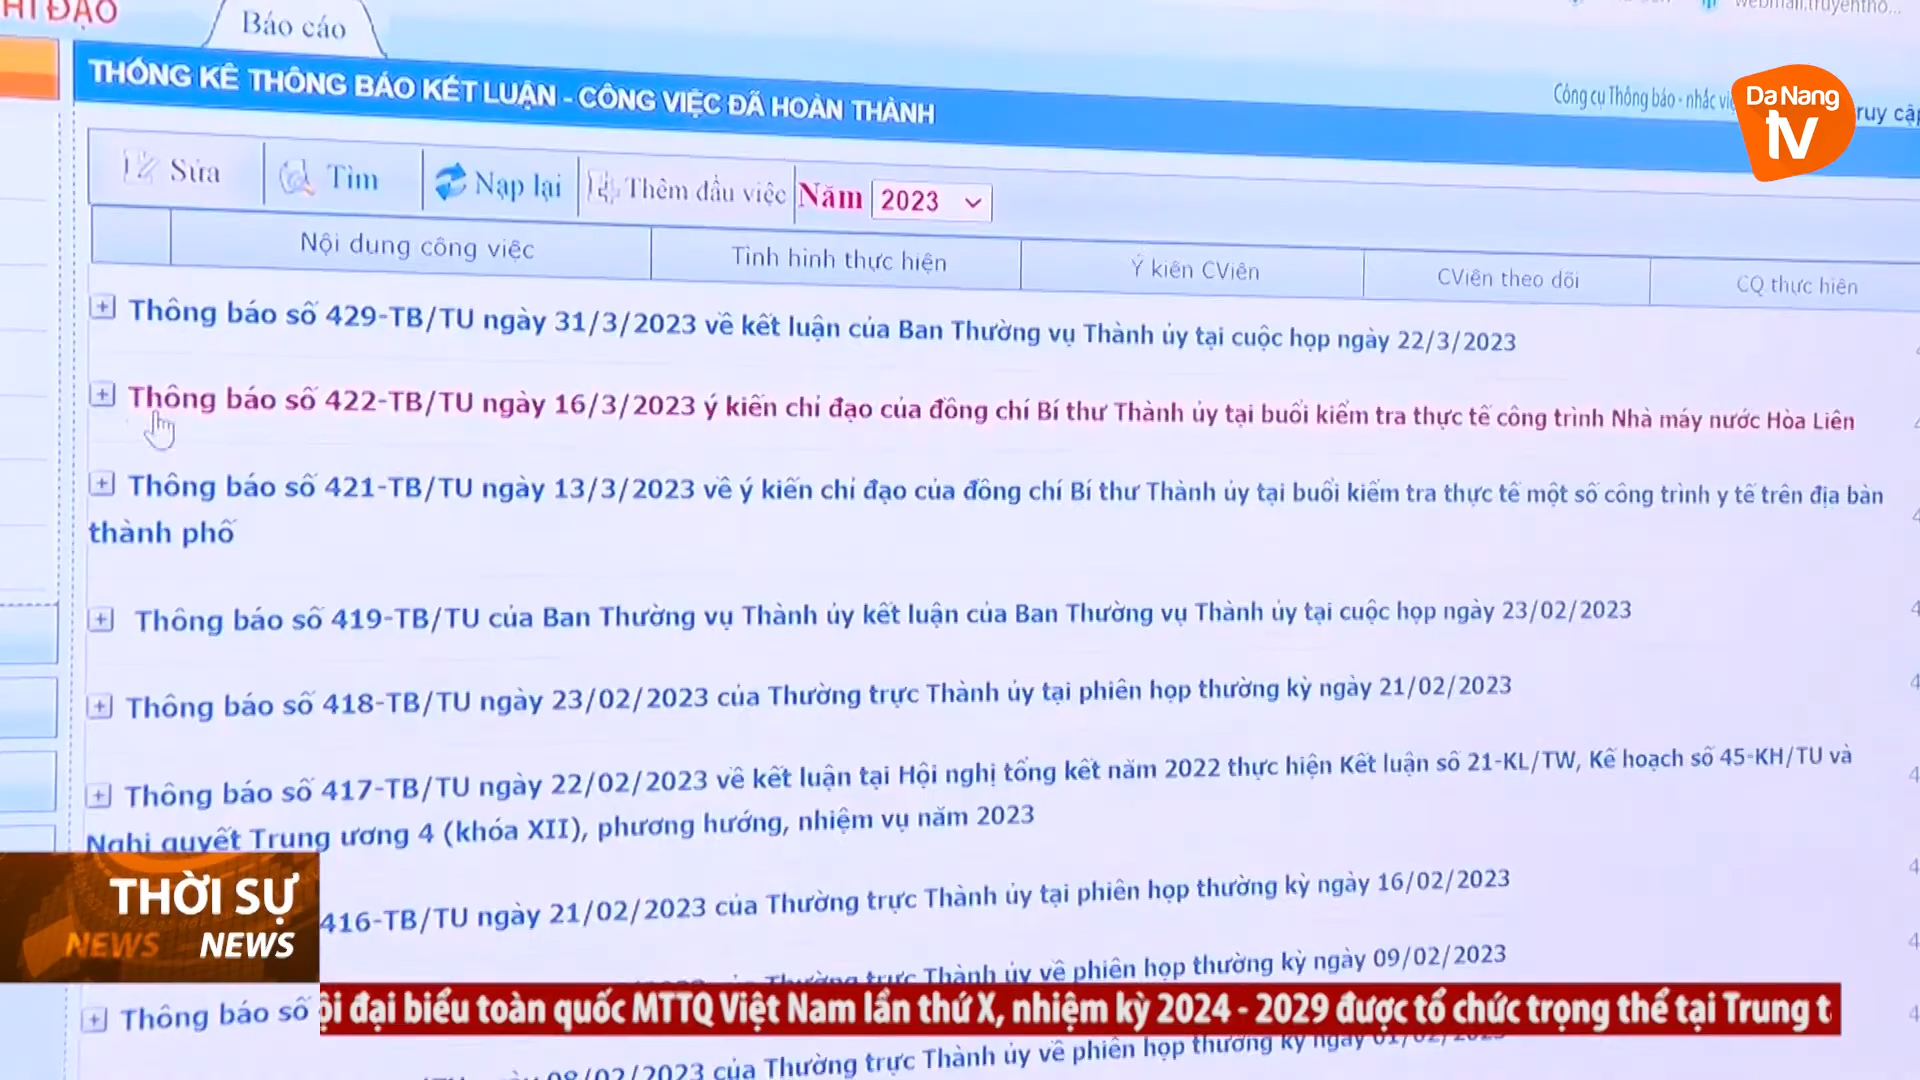 HỈ ĐẠO
Báo cáo
THỐNG KÊ THÔNG BÁO KẾT LUẬN - CÔNG VIỆC ĐÃ HOÀN THÀNH
Công cụ Thông báo - nhắc
Da Nang
tv
Sửa
Tìm
Nạp lại
Thêm đầu việc
Năm
2023
Nội dung công việc
Tình hình thực hiện
Ý kiến CViên
CViên theo dõi
CQ thực hiện
Thông báo số 429-TB/TU ngày 31/3/2023 về kết luận của Ban Thường vụ Thành ủy tại cuộc họp ngày 22/3/2023
Thông báo số 422-TB/TU ngày 16/3/2023 ý kiến chỉ đạo của đồng chí Bí thư Thành ủy tại buổi kiểm tra thực tế công trình Nhà máy nước Hòa Liên
Thông báo số 421-TB/TU ngày 13/3/2023 về ý kiến chỉ đạo của đồng chí Bí thư Thành ủy tại buổi kiểm tra thực tế một số công trình y tế trên địa bàn
thành phố
Thông báo số 419-TB/TU của Ban Thường vụ Thành ủy kết luận của Ban Thường vụ Thành ủy tại cuộc họp ngày 23/02/2023
Thông báo số 418-TB/TU ngày 23/02/2023 của Thường trực Thành ủy tại phiên họp thường kỳ ngày 21/02/2023
Thông báo số 417-TB/TU ngày 22/02/2023 về kết luận tại Hội nghị tổng kết năm 2022 thực hiện Kết luận số 21-KL/TW, Kế hoạch số 45-KH/TU và
Nghị quyết Trung ương 4 (khóa XII), phương hướng, nhiệm vụ năm 2023
416-TB/TU ngày 21/02/2023 của Thường trực Thành ủy tại phiên họp thường kỳ ngày 16/02/2023
Thường trực Thành ủy về phiên họp thường kỳ ngày 09/02/2023
Thông báo số
08/02/2023 của Thường trực Thành ủy về phiên họp thường kỳ ngày
THỜI SỰ
NEWS NEWS
ội đại biểu toàn quốc MTTQ Việt Nam lần thứ X, nhiệm kỳ 2024 - 2029 được tổ chức trọng thể tại Trung t